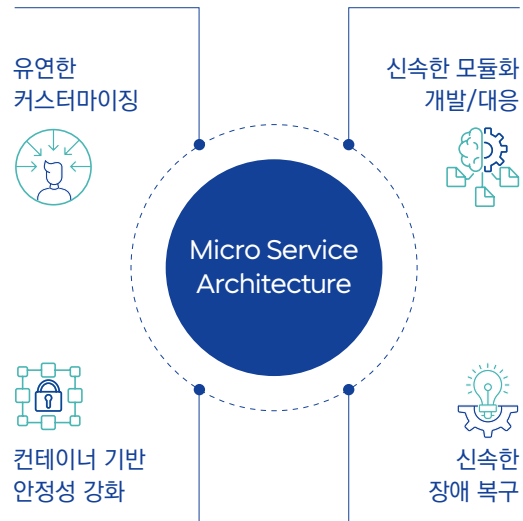 유연한
커스터마이징
신속한 모듈화
개발/대응
Micro Service
Architecture
컨테이너 기반
안정성 강화
신속한
장애 복구